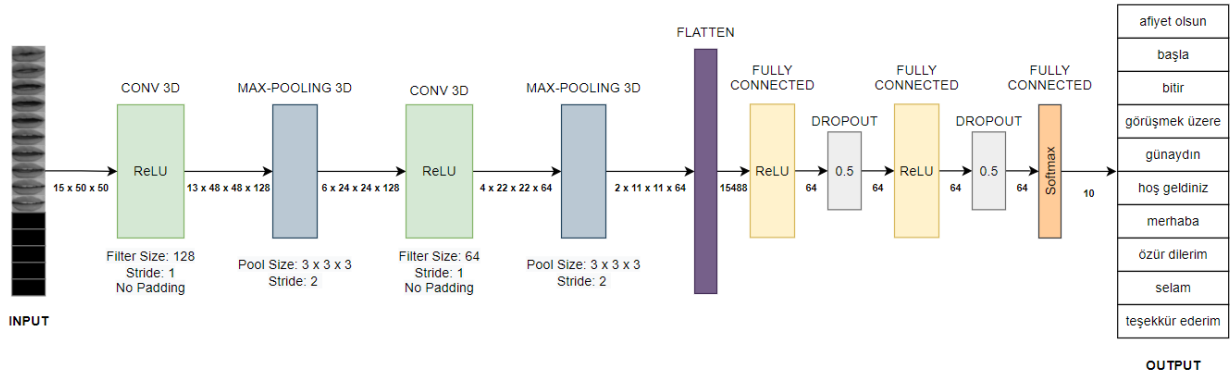 INPUT
15 x 50 x 50
CONV 3D
ReLU
Filter Size: 128
Stride: 1
No Padding
13 x 48 x 48 x 128
MAX-POOLING 3D
Pool Size: 3 x 3 x 3
Stride: 2
6 x 24 x 24 x 128
CONV 3D
ReLU
Filter Size: 64
Stride: 1
No Padding
4 x 22 x 22 x 64
MAX-POOLING 3D
Pool Size: 3 x 3 x 3
Stride: 2
2 x 11 x 11 x 64
FLATTEN
15488
FULLY
CONNECTED
ReLU
64
DROPOUT
0.5
64
FULLY
CONNECTED
ReLU
64
DROPOUT
0.5
64
FULLY
CONNECTED
Softmax
10
afiyet olsun
başla
bitir
görüşmek üzere
günaydın
hoş geldiniz
merhaba
özür dilerim
selam
teşekkür ederim
OUTPUT